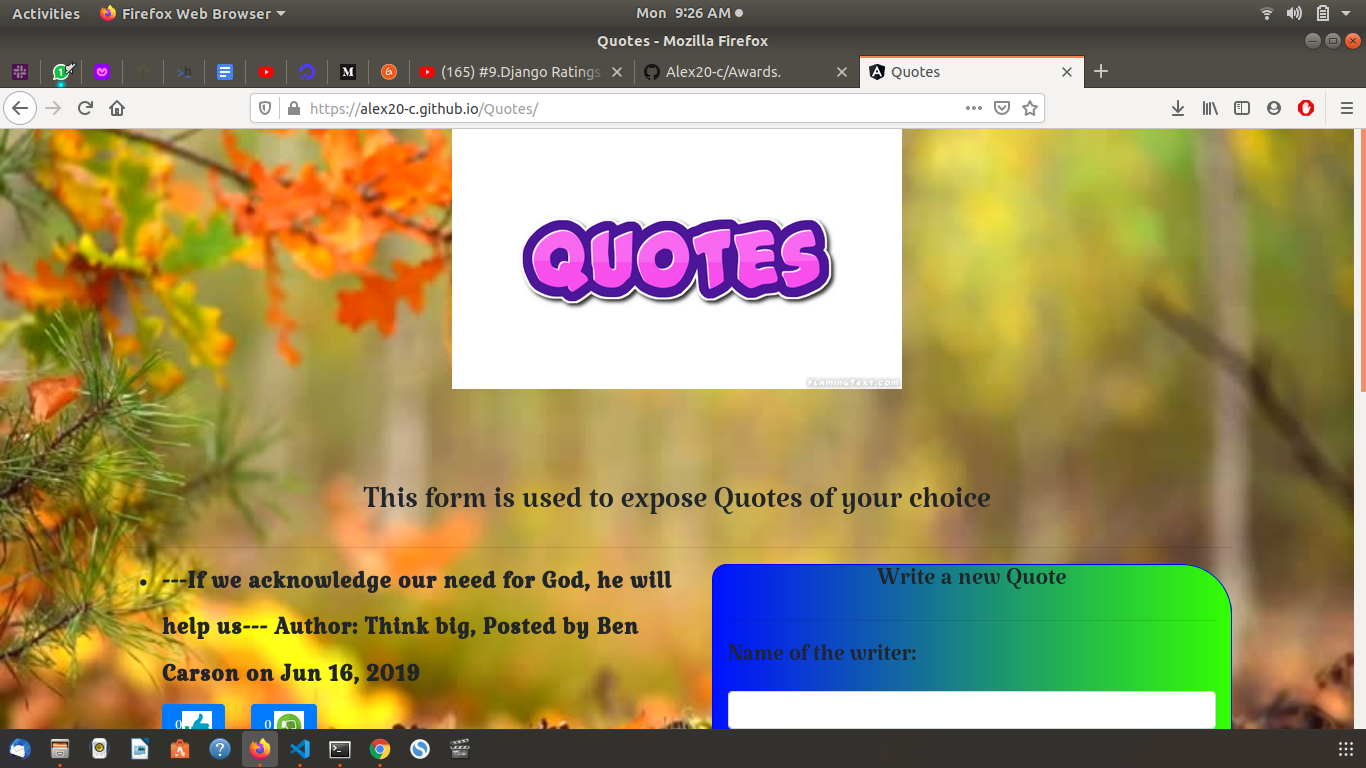 Activities Firefox Web Browser Mon 9:26 AM
Quotes - Mozilla Firefox
(165) #9.Django Ratings Alex20-c/Awards. Quotes
https://alex20-c.github.io/Quotes/
QUOTES
FlamingText.com
This form is used to expose Quotes of your choice
---If we acknowledge our need for God, he will
help us--- Author: Think big, Posted by Ben
Carson on Jun 16, 2019
0 0
Write a new Quote
Name of the writer: